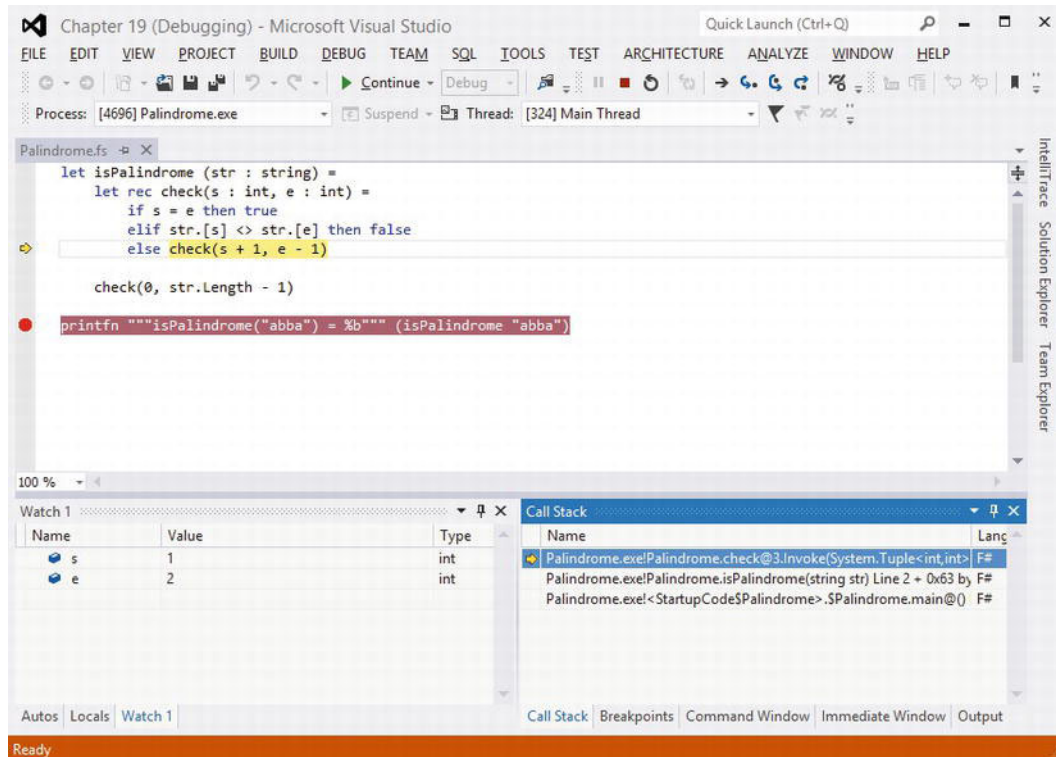 Chapter 19 (Debugging) - Microsoft Visual Studio
Quick Launch (Ctrl+Q)
FILE EDIT VIEW PROJECT BUILD DEBUG TEAM SQL TOOLS TEST ARCHITECTURE ANALYZE WINDOW HELP
Continue Debug
Process: [4696] Palindrome.exe Suspend Thread: [324] Main Thread
Palindrome.fs
let isPalindrome (str : string) =
let rec check(s : int, e : int) =
if s = e then true
elif str.[s] <> str.[e] then false
else check(s + 1, e - 1)
check(0, str.Length - 1)
printfn """isPalindrome("abba") = %b""" (isPalindrome "abba")
IntelliTrace
Solution Explorer
Team Explorer
100 %
Watch 1
Name Value Type
s 1 int
e 2 int
Autos Locals Watch 1
Call Stack
Name Lang
Palindrome.exe!Palindrome.check@3.Invoke(System.Tuple<int,int> F#
Palindrome.exe!Palindrome.isPalindrome(string str) Line 2 + 0x63 by F#
Palindrome.exe!<StartupCode$Palindrome>.$Palindrome.main@() F#
Call Stack Breakpoints Command Window Immediate Window Output
Ready